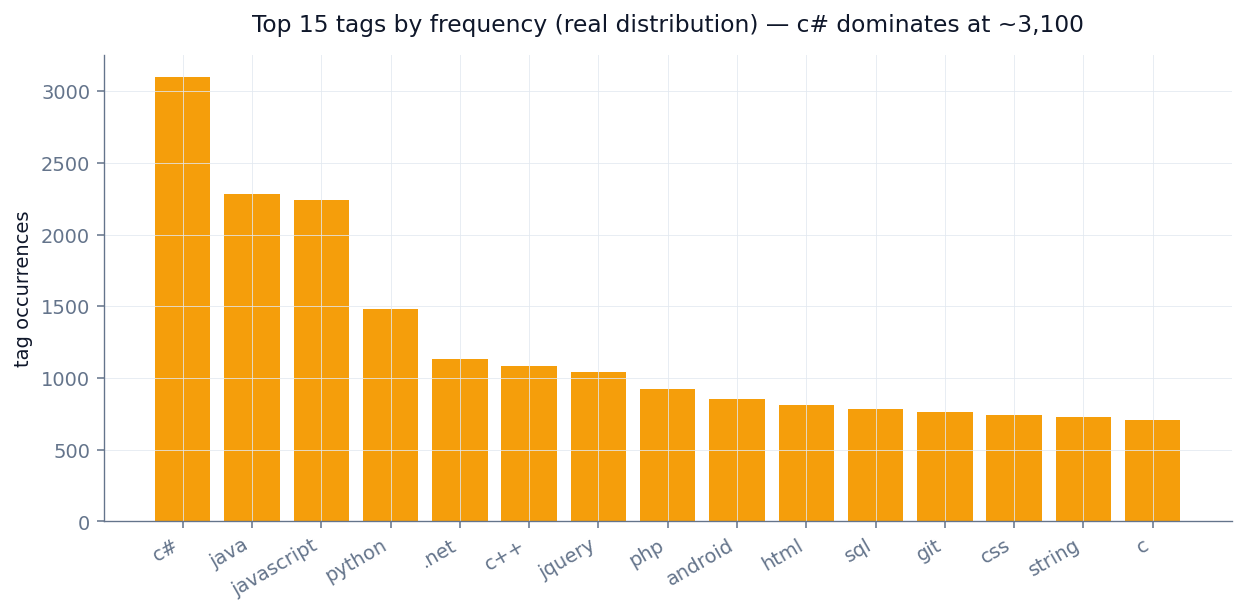 Top 15 tags by frequency (real distribution) — c# dominates at ~3,100
tag occurrences
3000
2500
2000
1500
1000
500
0
c#
java
javascript
python
.net
c++
jquery
php
android
html
sql
git
css
string
c